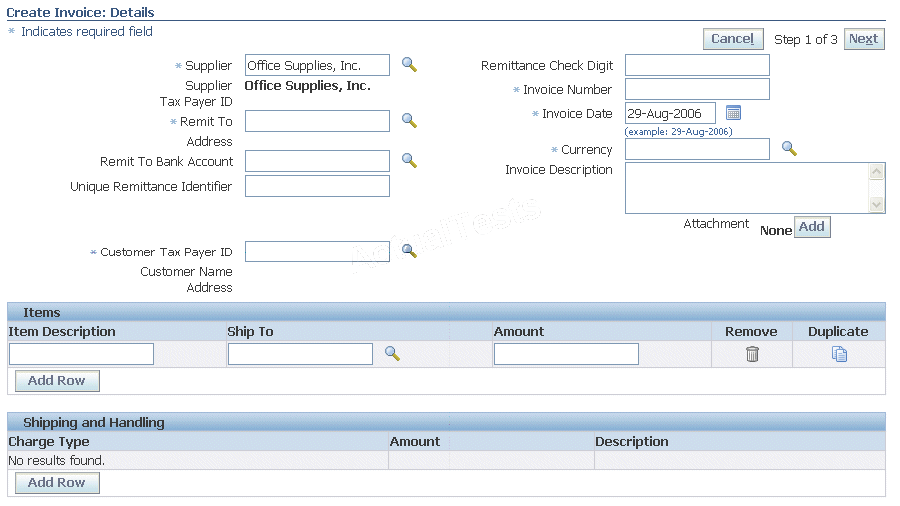 Create Invoice: Details
* Indicates required field
Cancel Step 1 of 3 Next
* Supplier Office Supplies, Inc.
Supplier Office Supplies, Inc.
Tax Payer ID
* Remit To
Address
Remit To Bank Account
Unique Remittance Identifier
* Customer Tax Payer ID
Customer Name
Address
Remittance Check Digit
* Invoice Number
* Invoice Date 29-Aug-2006
(example: 29-Aug-2006)
* Currency
Invoice Description
Attachment None Add
ActualTests
Items
Item Description Ship To Amount Remove Duplicate
Add Row
Shipping and Handling
Charge Type Amount Description
No results found.
Add Row